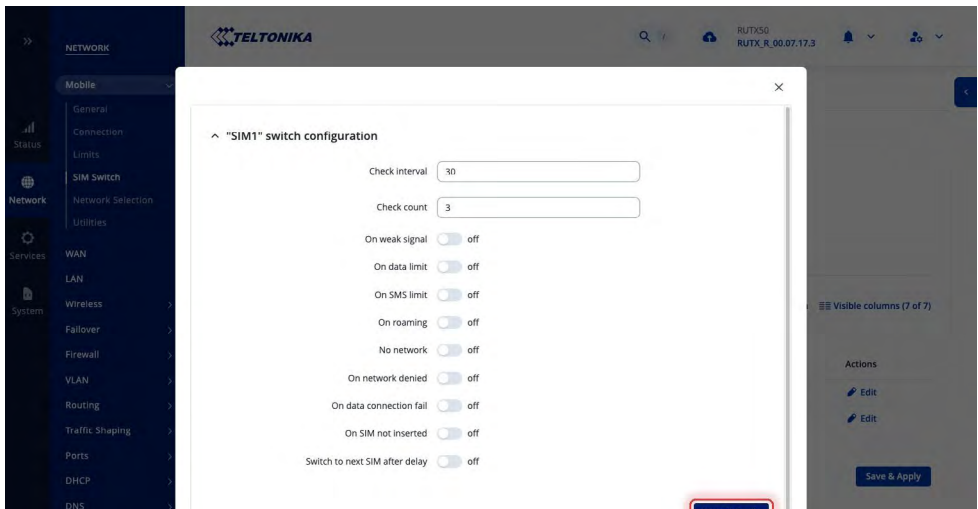 TELTONIKA
RUTX50
RUTX_R_00.07.17.3
NETWORK
Mobile
General
Connection
Limits
SIM Switch
Network Selection
Utilities
WAN
LAN
Wireless
Failover
Firewall
VLAN
Routing
Traffic Shaping
Ports
DHCP
DNS
Status
Network
Services
System
"SIM1" switch configuration
Check interval 30
Check count 3
On weak signal off
On data limit off
On SMS limit off
On roaming off
No network off
On network denied off
On data connection fail off
On SIM not inserted off
Switch to next SIM after delay off
Visible columns (7 of 7)
Actions
Edit
Edit
Save & Apply